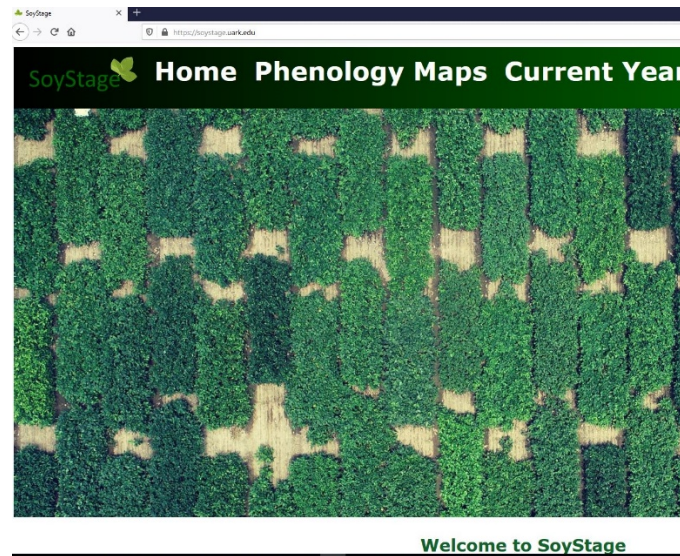 SoyStage
https://soystage.uark.edu
SoyStage
Home Phenology Maps Current Year
Welcome to SoyStage